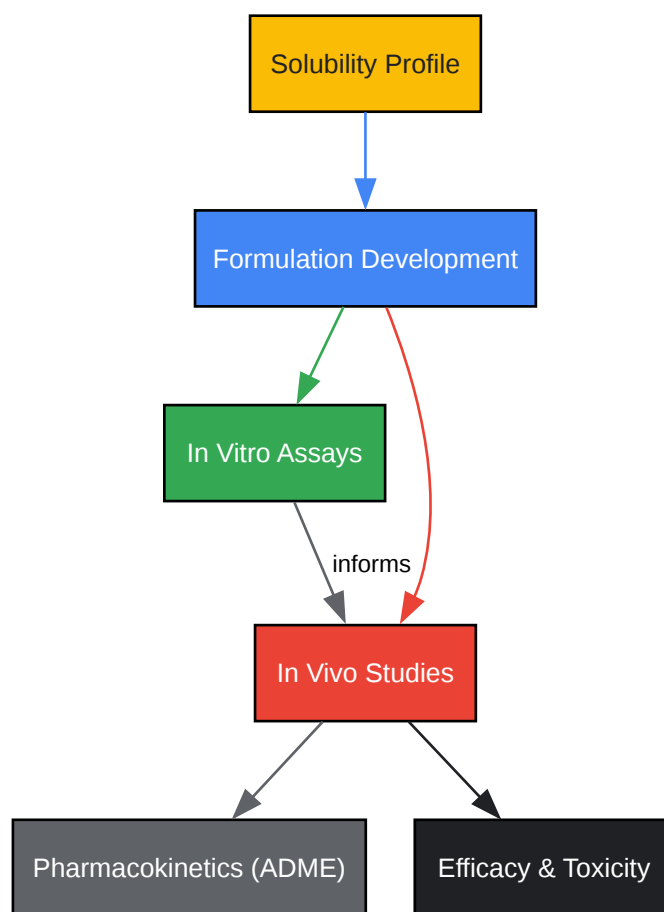 Solubility Profile
Formulation Development
In Vitro Assays
informs
In Vivo Studies
Pharmacokinetics (ADME)
Efficacy & Toxicity